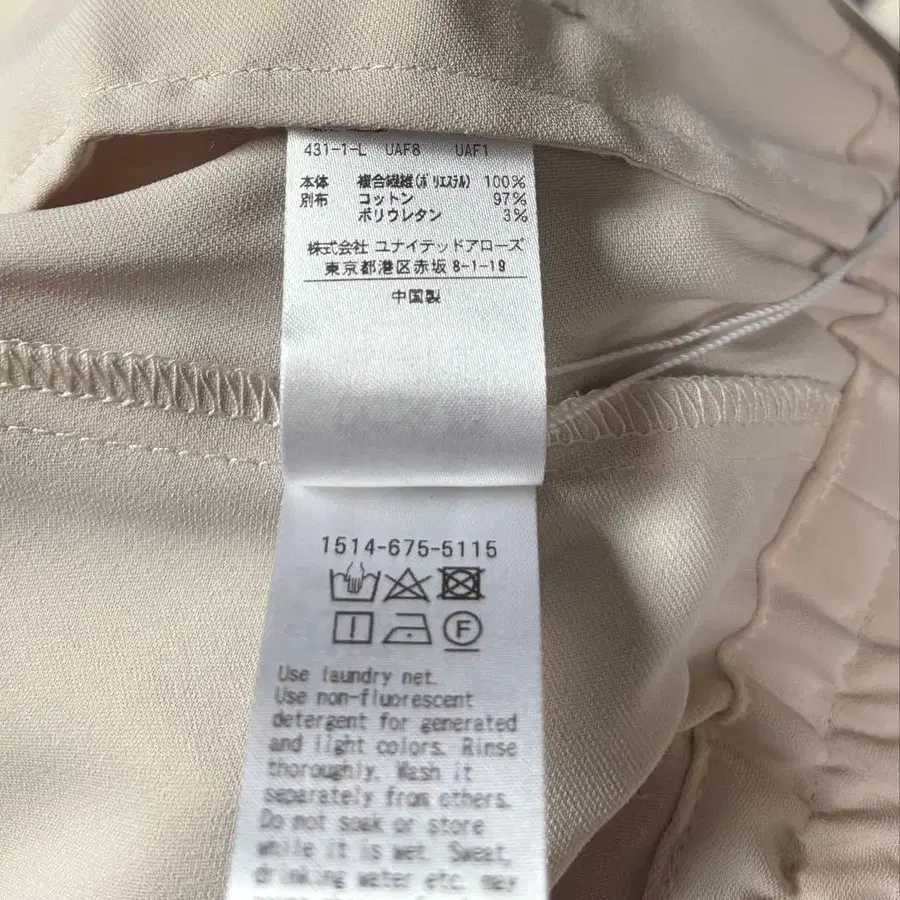 431-1-L UAF8 UAF1
本体 複合繊維(ポリエステル) 100%
別布 コットン 97%
ポリウレタン 3%
株式会社 ユナイテッドアローズ
東京都港区赤坂 8-1-19
中国製
1514-675-5115
F
Use laundry net.
Use non-fluorescent
detergent for generated
and light colors. Rinse
thoroughly. Wash it
separately from others.
Do not soak or store
while it is wet. Sweat,
drinking water etc. may